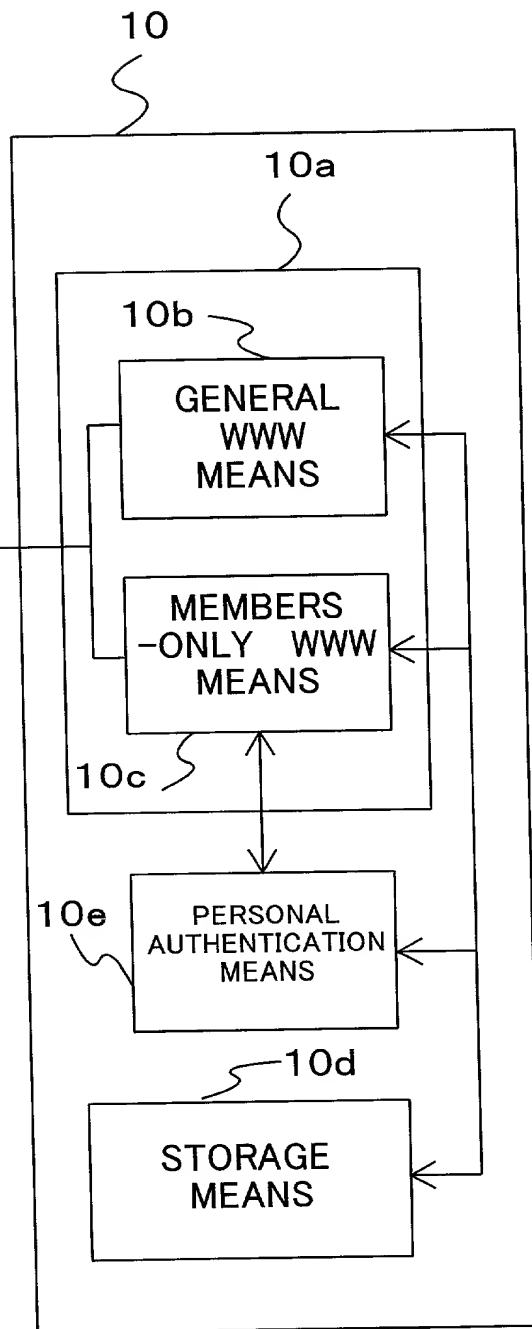 10
10a
10b
GENERAL
WWW
MEANS
MEMBERS
-ONLY WWW
MEANS
10c
10e
PERSONAL
AUTHENTICATION
MEANS
10d
STORAGE
MEANS